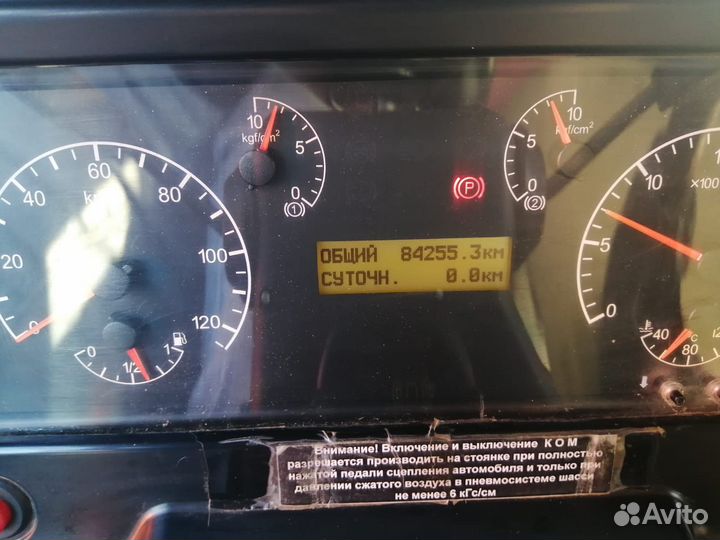 10
kgf/cm²
5
0
(1)
10
kgf/cm²
5
0
(2)
0
20
40
60
80
100
120
km
0
1/2
1
(P)
ОБЩИЙ 84255.3км
СУТОЧН. 0.0км
0
5
10
X100
40
80
°C
Внимание! Включение и выключение К О М
разрешается производить на стоянке при полностью
нажатой педали сцепления автомобиля и только при
давлении сжатого воздуха в пневмосистеме шасси
не менее 6 кГс/см
Avito